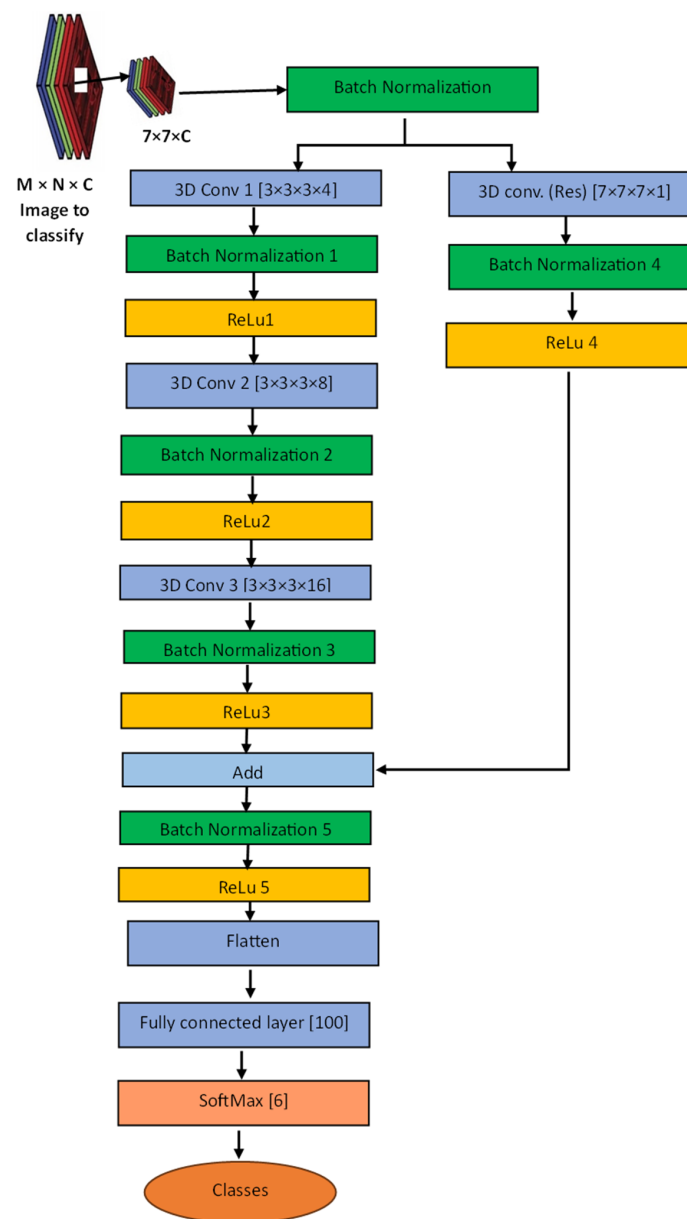 7×7×C
M × N × C
Image to
classify
Batch Normalization
3D Conv 1 [3×3×3×4]
3D conv. (Res) [7×7×7×1]
Batch Normalization 1
Batch Normalization 4
ReLu1
ReLu 4
3D Conv 2 [3×3×3×8]
Batch Normalization 2
ReLu2
3D Conv 3 [3×3×3×16]
Batch Normalization 3
ReLu3
Add
Batch Normalization 5
ReLu 5
Flatten
Fully connected layer [100]
SoftMax [6]
Classes